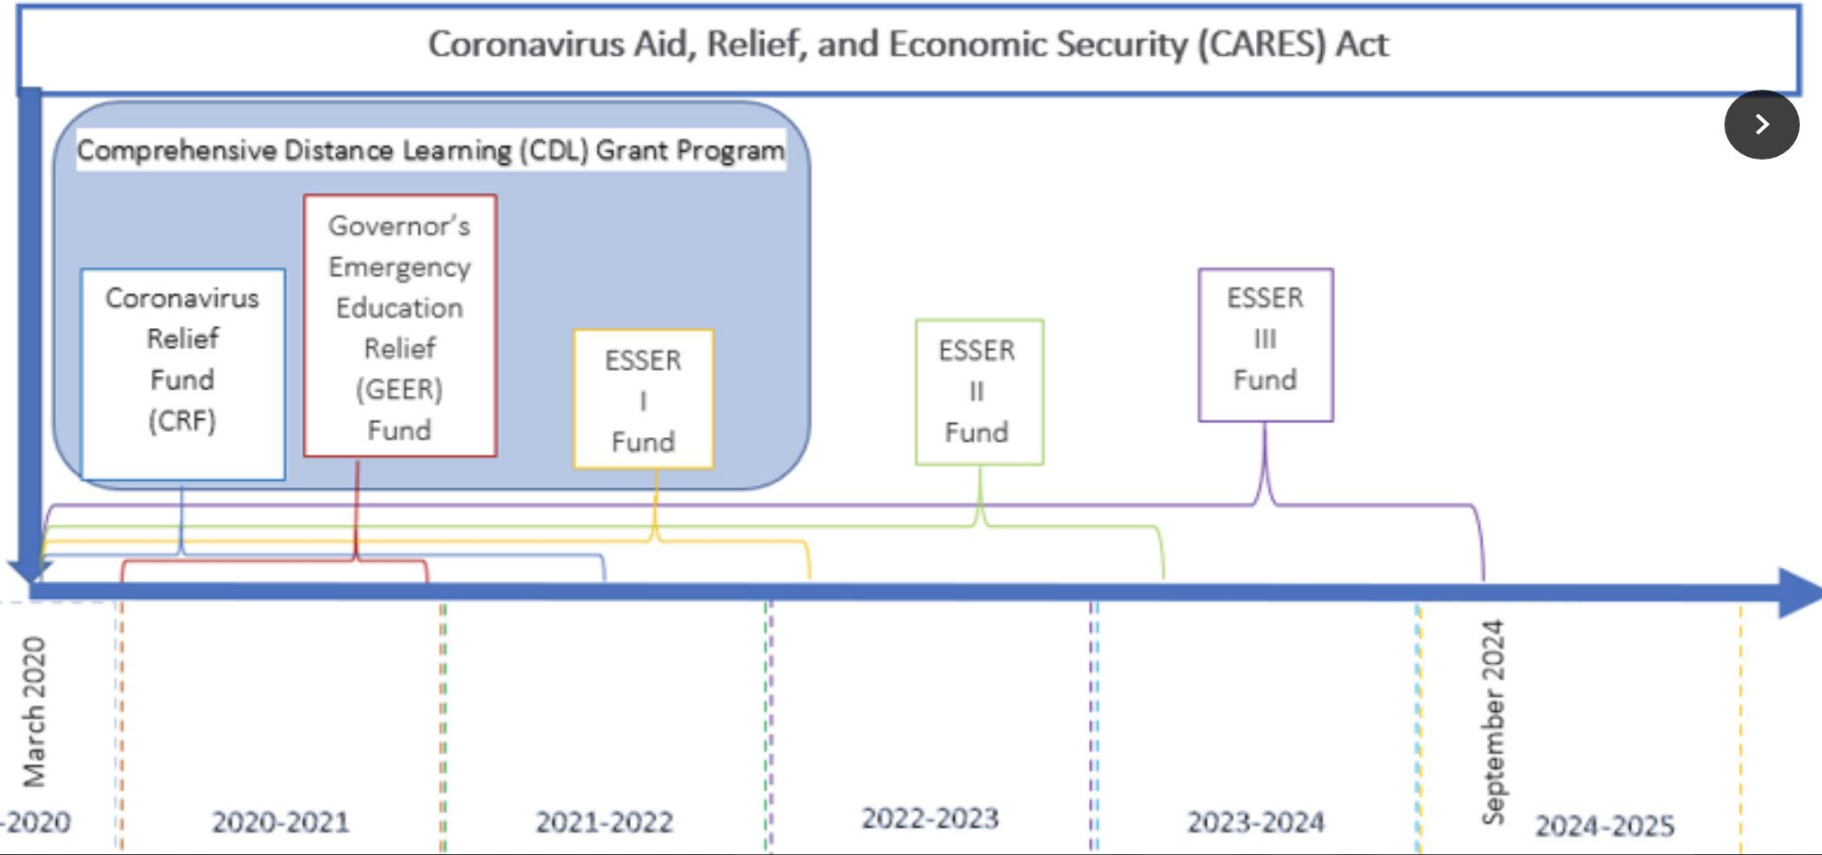 Coronavirus Aid, Relief, and Economic Security (CARES) Act
Comprehensive Distance Learning (CDL) Grant Program
Coronavirus
Relief
Fund
(CRF)
Governor's
Emergency
Education
Relief
(GEER)
Fund
ESSER
I
Fund
ESSER
II
Fund
ESSER
III
Fund
March 2020
September 2024
-2020
2020-2021
2021-2022
2022-2023
2023-2024
2024-2025